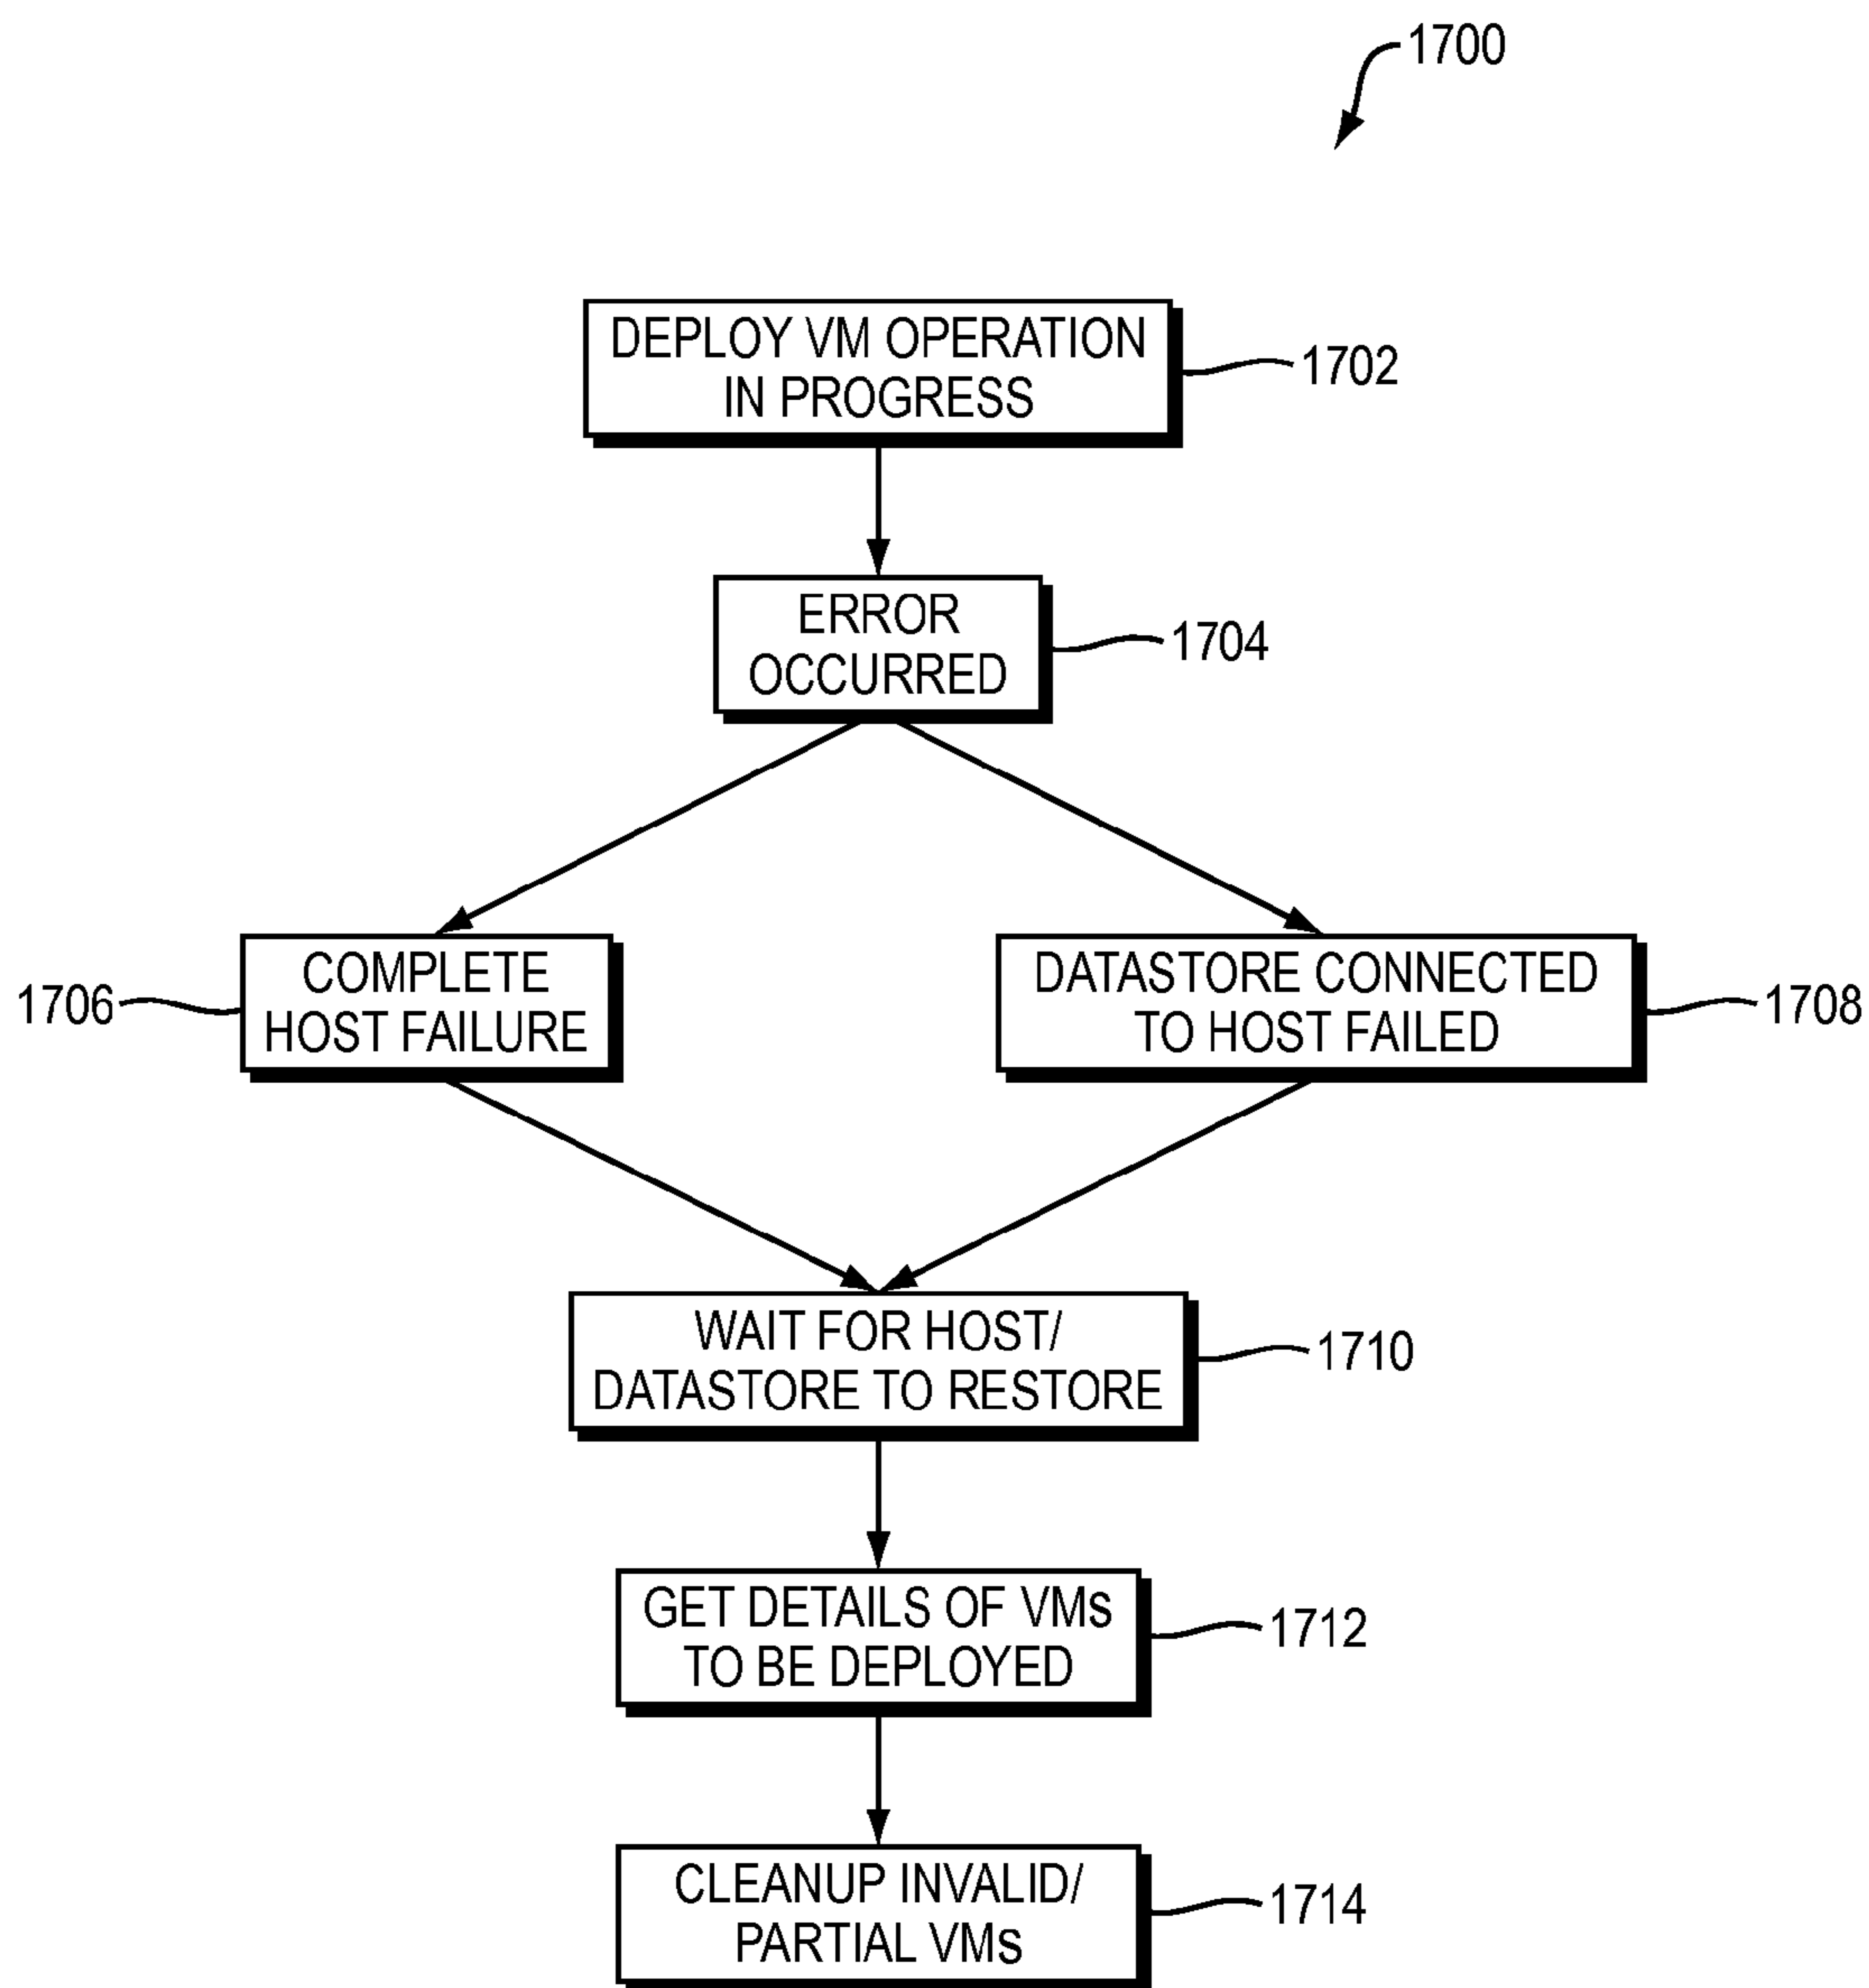 1700
DEPLOY VM OPERATION
IN PROGRESS
1702
ERROR
OCCURRED
1704
COMPLETE
HOST FAILURE
1706
DATASTORE CONNECTED
TO HOST FAILED
1708
WAIT FOR HOST/
DATASTORE TO RESTORE
1710
GET DETAILS OF VMs
TO BE DEPLOYED
1712
CLEANUP INVALID/
PARTIAL VMs
1714